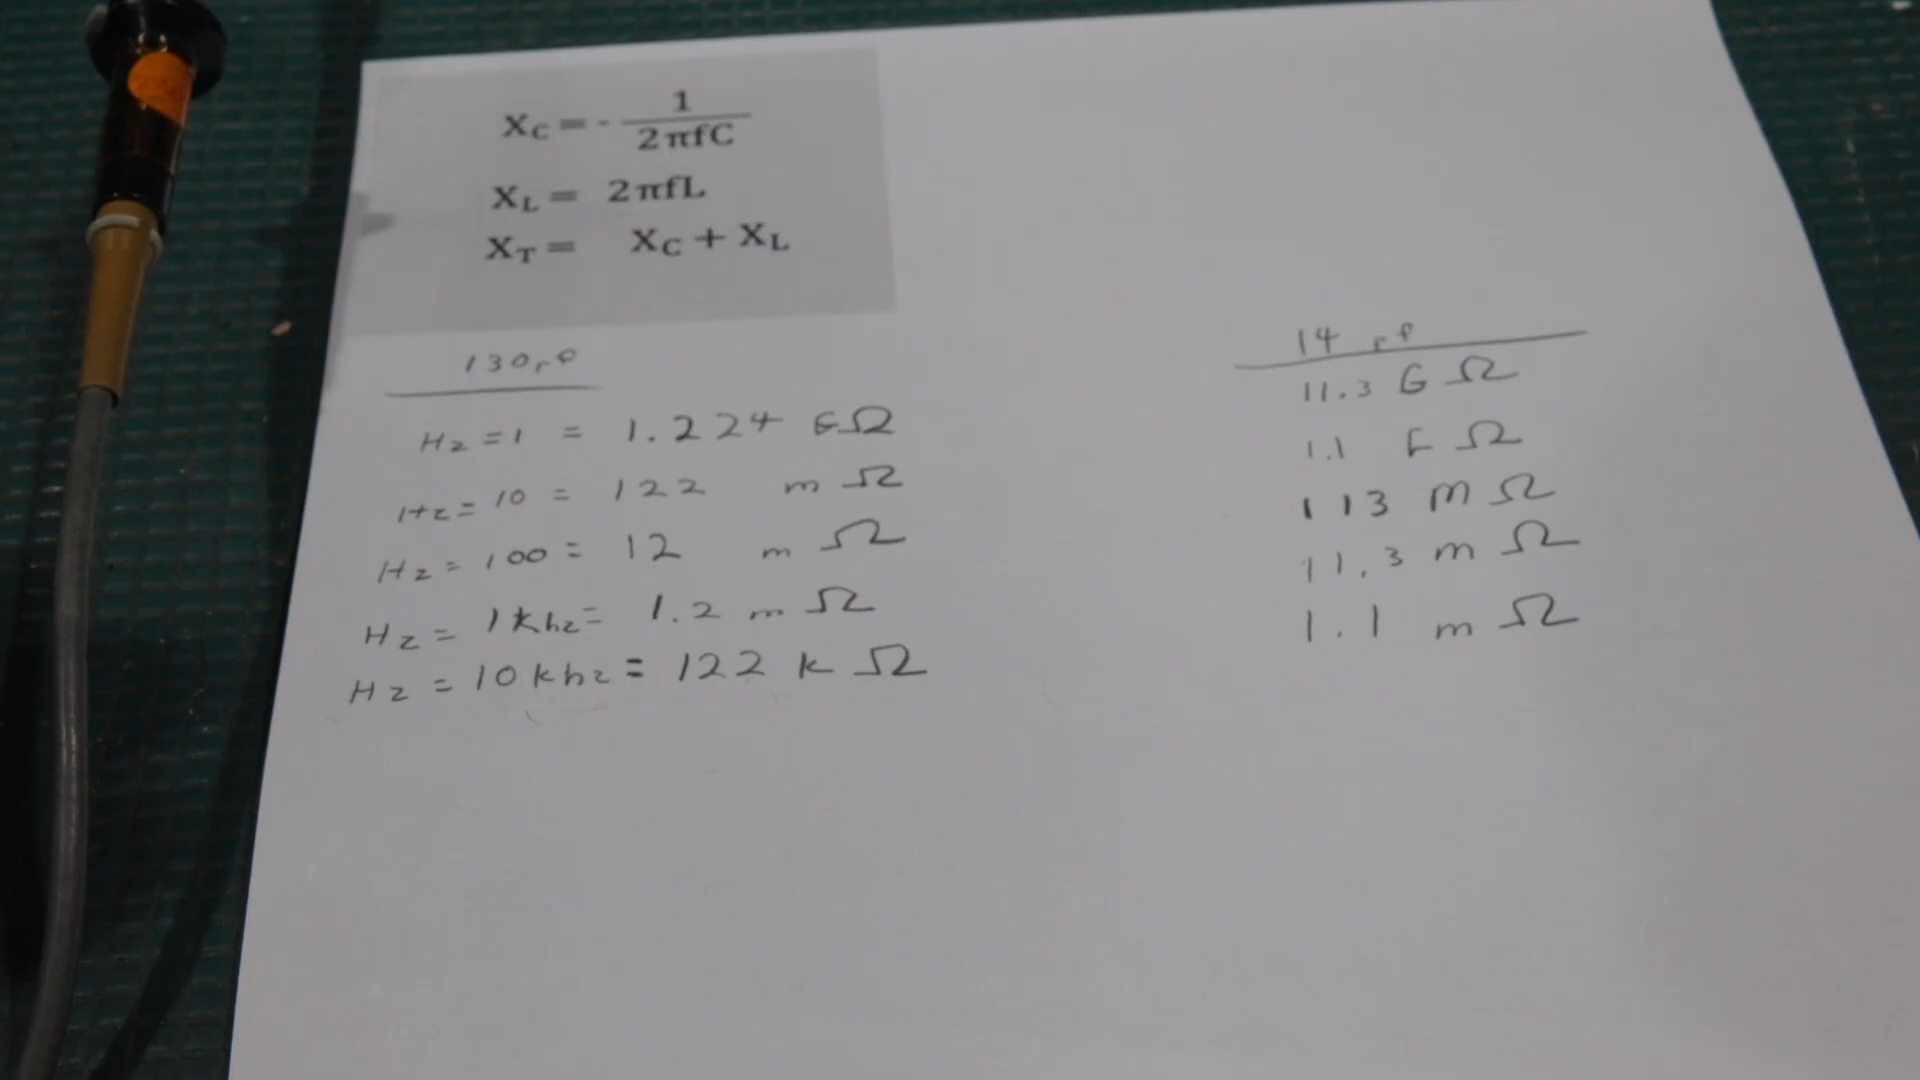 Xc = - 1/2πfC
XL = 2πfL
XT = XC + XL
130pF
Hz = 1 = 1.224 GΩ
Hz = 10 = 122 mΩ
Hz = 100 = 12 mΩ
Hz = 1khz = 1.2 mΩ
Hz = 10khz = 122 kΩ
14 pF
11.3 GΩ
1.1 GΩ
113 MΩ
11.3 mΩ
1.1 mΩ